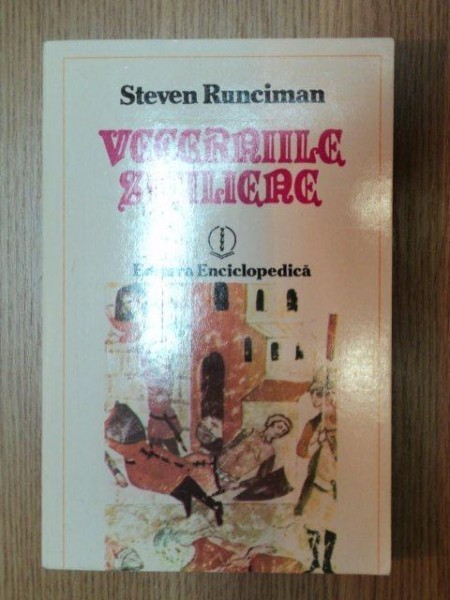 Steven Runciman
VECERNIILE
SICILIENE
Editura Enciclopedică